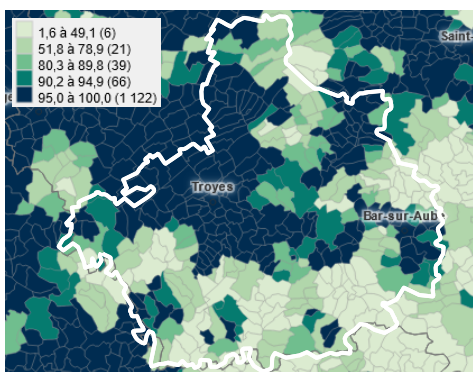 1,6 à 49,1 (6)
51,8 à 78,9 (21)
80,3 à 89,8 (39)
90,2 à 94,9 (66)
95,0 à 100,0 (1 122)
Saint-
Troyes
Bar-sur-Aub